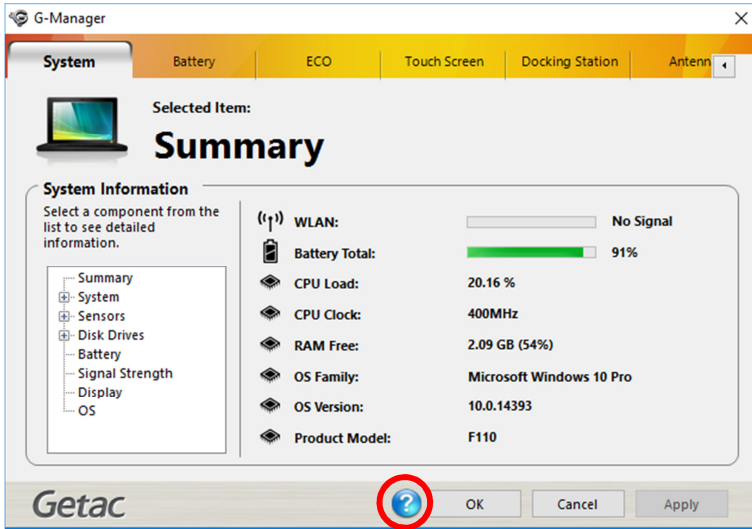 G-Manager
System Battery ECO Touch Screen Docking Station Antenn
Selected Item:
Summary
System Information
Select a component from the
list to see detailed
information.
Summary
System
Sensors
Disk Drives
Battery
Signal Strength
Display
OS
WLAN: No Signal
Battery Total: 91%
CPU Load: 20.16 %
CPU Clock: 400MHz
RAM Free: 2.09 GB (54%)
OS Family: Microsoft Windows 10 Pro
OS Version: 10.0.14393
Product Model: F110
Getac ? OK Cancel Apply